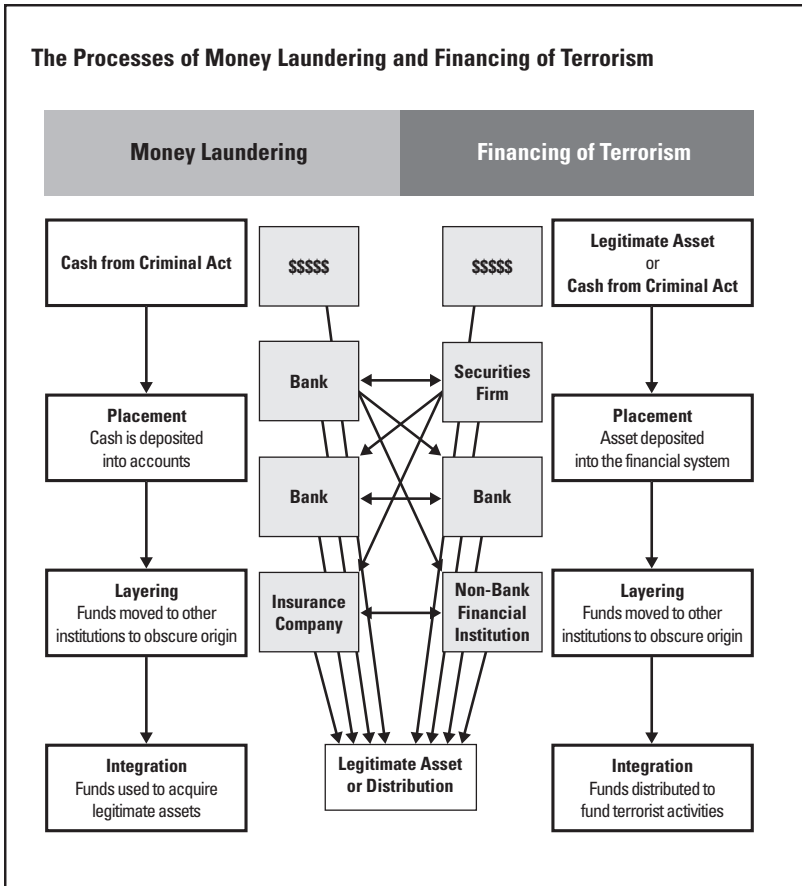 The Processes of Money Laundering and Financing of Terrorism
Money Laundering
Financing of Terrorism
Cash from Criminal Act
$$$$$
$$$$$
Legitimate Asset
or
Cash from Criminal Act
Bank
Securities
Firm
Placement
Cash is deposited
into accounts
Placement
Asset deposited
into the financial system
Bank
Bank
Layering
Funds moved to other
institutions to obscure origin
Insurance
Company
Non-Bank
Financial
Institution
Layering
Funds moved to other
institutions to obscure origin
Integration
Funds used to acquire
legitimate assets
Legitimate Asset
or Distribution
Integration
Funds distributed to
fund terrorist activities